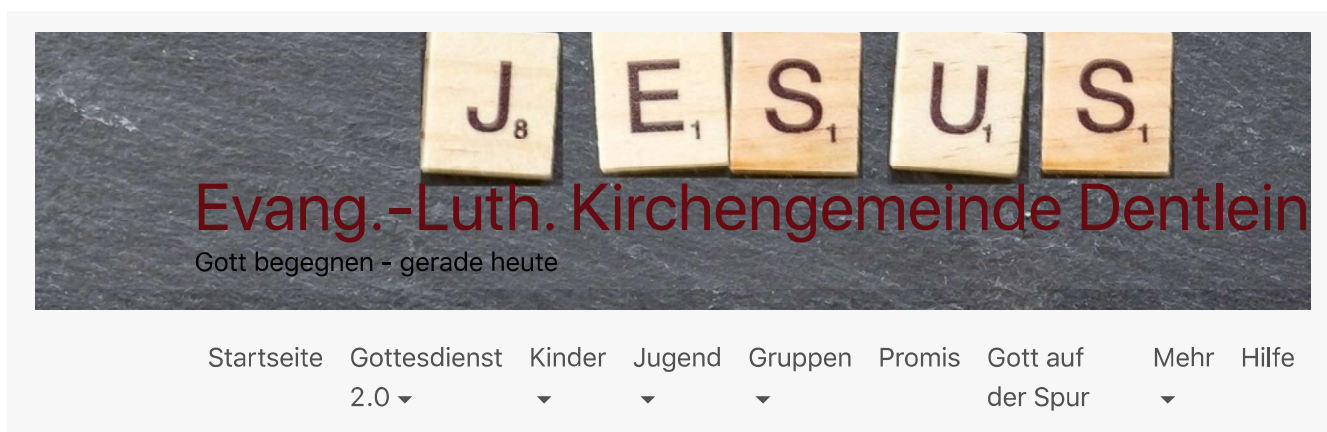 J8 E1 S1 U1 S1
Evang.-Luth. Kirchengemeinde Dentlein
Gott begegnen - gerade heute
Startseite Gottesdienst 2.0 Kinder Jugend Gruppen Promis Gott auf der Spur Mehr Hilfe